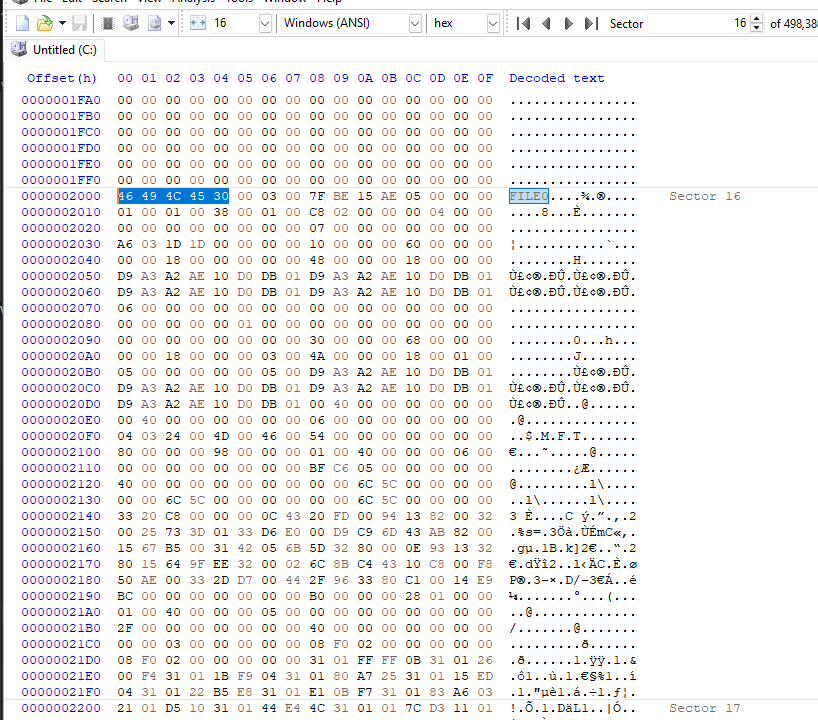 File Edit Search View Analysis Tools Window Help
16 Windows (ANSI) hex Sector 16 of 498,38
Untitled (C:)
Offset(h) 00 01 02 03 04 05 06 07 08 09 0A 0B 0C 0D 0E 0F Decoded text
0000001FA0 00 00 00 00 00 00 00 00 00 00 00 00 00 00 00 00 ................
0000001FB0 00 00 00 00 00 00 00 00 00 00 00 00 00 00 00 00 ................
0000001FC0 00 00 00 00 00 00 00 00 00 00 00 00 00 00 00 00 ................
0000001FD0 00 00 00 00 00 00 00 00 00 00 00 00 00 00 00 00 ................
0000001FE0 00 00 00 00 00 00 00 00 00 00 00 00 00 00 00 00 ................
0000001FF0 00 00 00 00 00 00 00 00 00 00 00 00 00 00 00 00 ................
0000002000 46 49 4C 45 30 00 03 00 7F BE 15 AE 05 00 00 00 FILE0....¾.®.... Sector 16
0000002010 01 00 01 00 38 00 01 00 C8 02 00 00 00 04 00 00 ....8...È.......
0000002020 00 00 00 00 00 00 00 00 07 00 00 00 00 00 00 00 ................
0000002030 A6 03 1D 1D 00 00 00 00 10 00 00 00 60 00 00 00 ¦...........`...
0000002040 00 00 18 00 00 00 00 00 48 00 00 00 18 00 00 00 ........H.......
0000002050 D9 A3 A2 AE 10 D0 DB 01 D9 A3 A2 AE 10 D0 DB 01 Ù£¢®.ÐÛ.Ù£¢®.ÐÛ.
0000002060 D9 A3 A2 AE 10 D0 DB 01 D9 A3 A2 AE 10 D0 DB 01 Ù£¢®.ÐÛ.Ù£¢®.ÐÛ.
0000002070 06 00 00 00 00 00 00 00 00 00 00 00 00 00 00 00 ................
0000002080 00 00 00 00 00 01 00 00 00 00 00 00 00 00 00 00 ................
0000002090 00 00 00 00 00 00 00 00 30 00 00 00 68 00 00 00 ........0...h...
00000020A0 00 00 18 00 00 00 03 00 4A 00 00 00 18 00 01 00 ........J.......
00000020B0 05 00 00 00 00 00 05 00 D9 A3 A2 AE 10 D0 DB 01 ........Ù£¢®.ÐÛ.
00000020C0 D9 A3 A2 AE 10 D0 DB 01 D9 A3 A2 AE 10 D0 DB 01 Ù£¢®.ÐÛ.Ù£¢®.ÐÛ.
00000020D0 D9 A3 A2 AE 10 D0 DB 01 00 40 00 00 00 00 00 00 Ù£¢®.ÐÛ..@......
00000020E0 00 40 00 00 00 00 00 00 06 00 00 00 00 00 00 00 .@..............
00000020F0 04 03 24 00 4D 00 46 00 54 00 00 00 00 00 00 00 ..$.M.F.T.......
0000002100 80 00 00 00 98 00 00 00 01 00 40 00 00 00 06 00 €...˜.....@.....
0000002110 00 00 00 00 00 00 00 00 BF C6 05 00 00 00 00 00 ........¿Æ......
0000002120 40 00 00 00 00 00 00 00 00 00 6C 5C 00 00 00 00 @.........l\....
0000002130 00 00 6C 5C 00 00 00 00 00 00 6C 5C 00 00 00 00 ..l\......l\....
0000002140 33 20 C8 00 00 00 0C 43 20 FD 00 94 13 82 00 32 3 È....C ý.”.‚.2
0000002150 00 25 73 3D 01 33 D6 E0 00 D9 C9 6D 43 AB 82 00 .%s=.3Öà.ÙÉmC«‚.
0000002160 15 67 B5 00 31 42 05 6B 5D 32 80 00 0E 93 13 32 .gµ.1B.k]2€..“.2
0000002170 80 15 64 9F EE 32 00 02 6C 8B C4 43 10 C8 00 F8 €.dŸî2..l‹ÄC.È.ø
0000002180 50 AE 00 33 2D D7 00 44 2F 96 33 80 C1 00 14 E9 P®.3-×.D/–3€Á..é
0000002190 BC 00 00 00 00 00 00 00 B0 00 00 00 28 01 00 00 ¼.......°...(...
00000021A0 01 00 40 00 00 00 05 00 00 00 00 00 00 00 00 00 ..@.............
00000021B0 2F 00 00 00 00 00 00 00 40 00 00 00 00 00 00 00 /.......@.......
00000021C0 00 00 03 00 00 00 00 00 08 F0 02 00 00 00 00 00 .........ð......
00000021D0 08 F0 02 00 00 00 00 00 31 01 FF FF 0B 31 01 26 .ð......1.ÿÿ.1.&
00000021E0 00 F4 31 01 1B F9 04 31 01 80 A7 25 31 01 15 ED .ô1..ù.1.€§%1..í
00000021F0 04 31 01 22 B5 E8 31 01 E1 0B F7 31 01 83 A6 03 .1."µè1.á.÷1.ƒ¦.
0000002200 21 01 D5 10 31 01 44 E4 4C 31 01 01 7C D3 11 01 !.Õ.1.DäL1..|Ó.. Sector 17